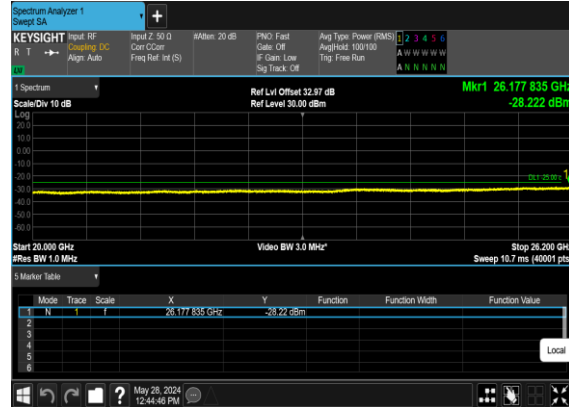 Spectrum Analyzer 1
Swept SA
+
KEYSIGHT
R T
LXI
Input: RF
Coupling: DC
Align: Auto
Input Z: 50 Ω
Corr CCorr
Freq Ref: Int (S)
#Atten: 20 dB
PNO: Fast
Gate: Off
IF Gain: Low
Sig Track: Off
Avg Type: Power (RMS)
Avg|Hold: 100/100
Trig: Free Run
1 2 3 4 5 6
A W W W W W
A N N N N N
1 Spectrum
Scale/Div 10 dB
Log
Ref Lvl Offset 32.97 dB
Ref Level 30.00 dBm
Mkr1 26.177 835 GHz
-28.222 dBm
20.0
10.0
0.00
-10.0
-20.0
-30.0
-40.0
-50.0
-60.0
1
Start 20.000 GHz
#Res BW 1.0 MHz
Video BW 3.0 MHz*
Stop 26.200 GHz
Sweep 10.7 ms (40001 pts)
5 Marker Table
Mode Trace Scale X Y Function Function Width Function Value
1 N 1 f 26.177 835 GHz -28.22 dBm
2
3
4
5
6
Local
?
May 28, 2024
12:44:46 PM